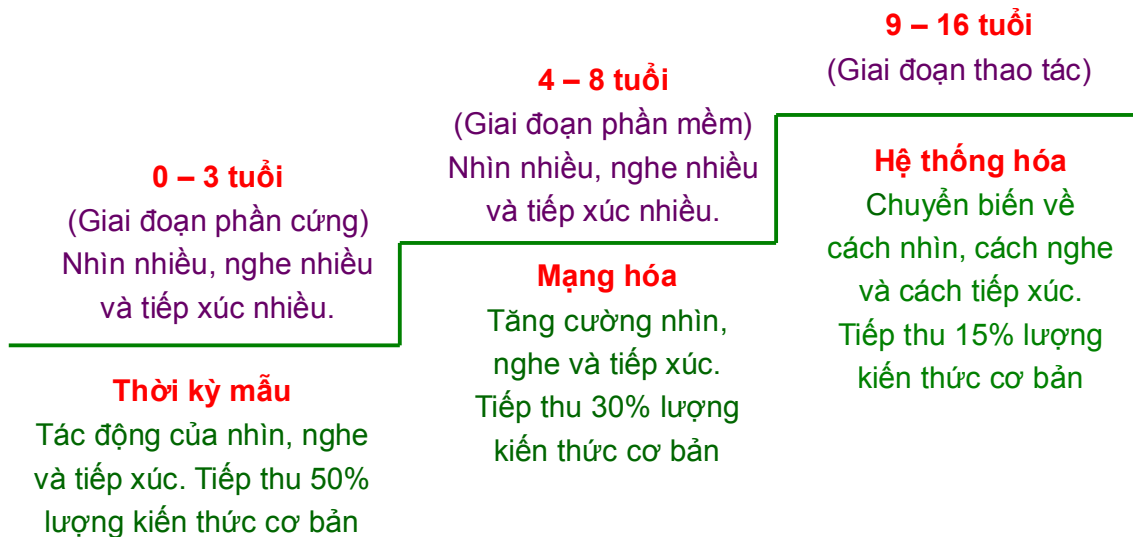 0 – 3 tuổi
(Giai đoạn phần cứng)
Nhìn nhiều, nghe nhiều
và tiếp xúc nhiều.
Thời kỳ mẫu
Tác động của nhìn, nghe
và tiếp xúc. Tiếp thu 50%
lượng kiến thức cơ bản
4 – 8 tuổi
(Giai đoạn phần mềm)
Nhìn nhiều, nghe nhiều
và tiếp xúc nhiều.
Mạng hóa
Tăng cường nhìn,
nghe và tiếp xúc.
Tiếp thu 30% lượng
kiến thức cơ bản
9 – 16 tuổi
(Giai đoạn thao tác)
Hệ thống hóa
Chuyển biến về
cách nhìn, cách nghe
và cách tiếp xúc.
Tiếp thu 15% lượng
kiến thức cơ bản